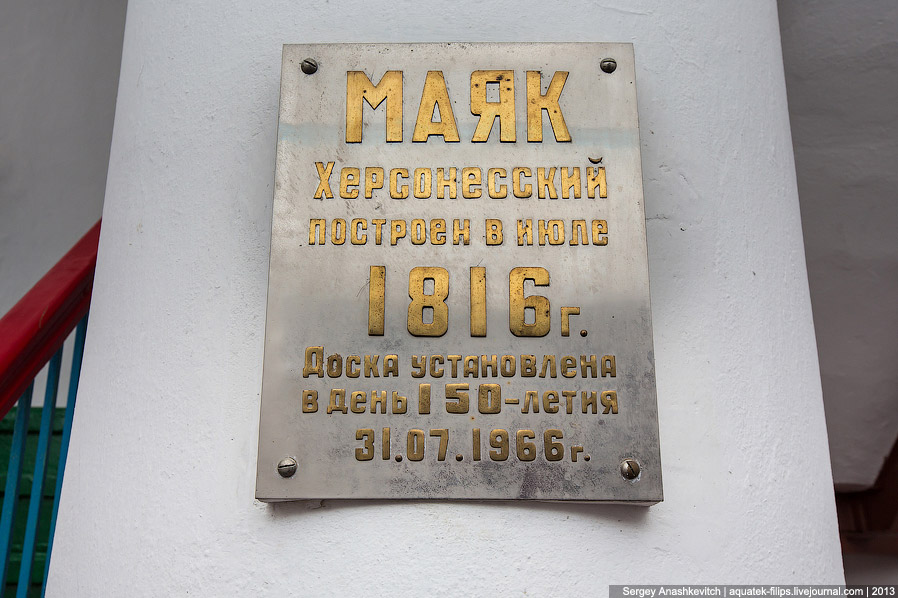 МАЯК
Херсонесский
построен в июле
1816 г.
Доска установлена
в день 150-летия
31.07.1966 г.
Sergey Anashkevitch | aquatek-filips.livejournal.com | 2013